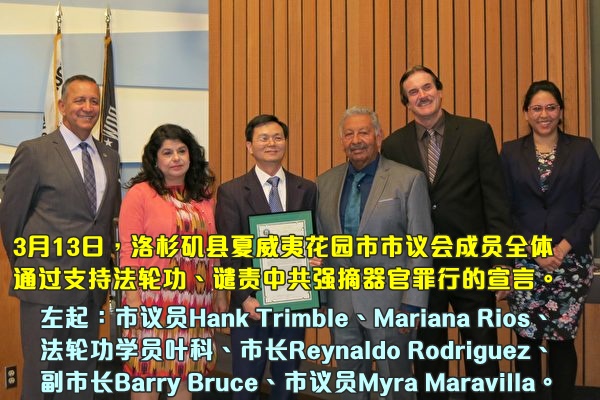 3月13日，洛杉矶县夏威夷花园市市议会成员全体
通过支持法轮功、谴责中共强摘器官罪行的宣言。
左起：市议员Hank Trimble、Mariana Rios、
法轮功学员叶科、市长Reynaldo Rodriguez、
副市长Barry Bruce、市议员Myra Maravilla。